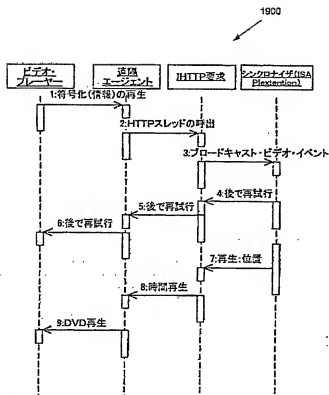 1900
ビデオ・
プレーヤー
遠隔
エージェント
IHTTP要求
シンクロナイザ(ISA
Plextention)
1:符号化(情報)の再生
2:HTTPスレッドの呼出
3:ブロードキャスト・ビデオ・イベント
4:後で再試行
5:後で再試行
6:後で再試行
7:再生:位置
8:時間再生
9:DVD再生